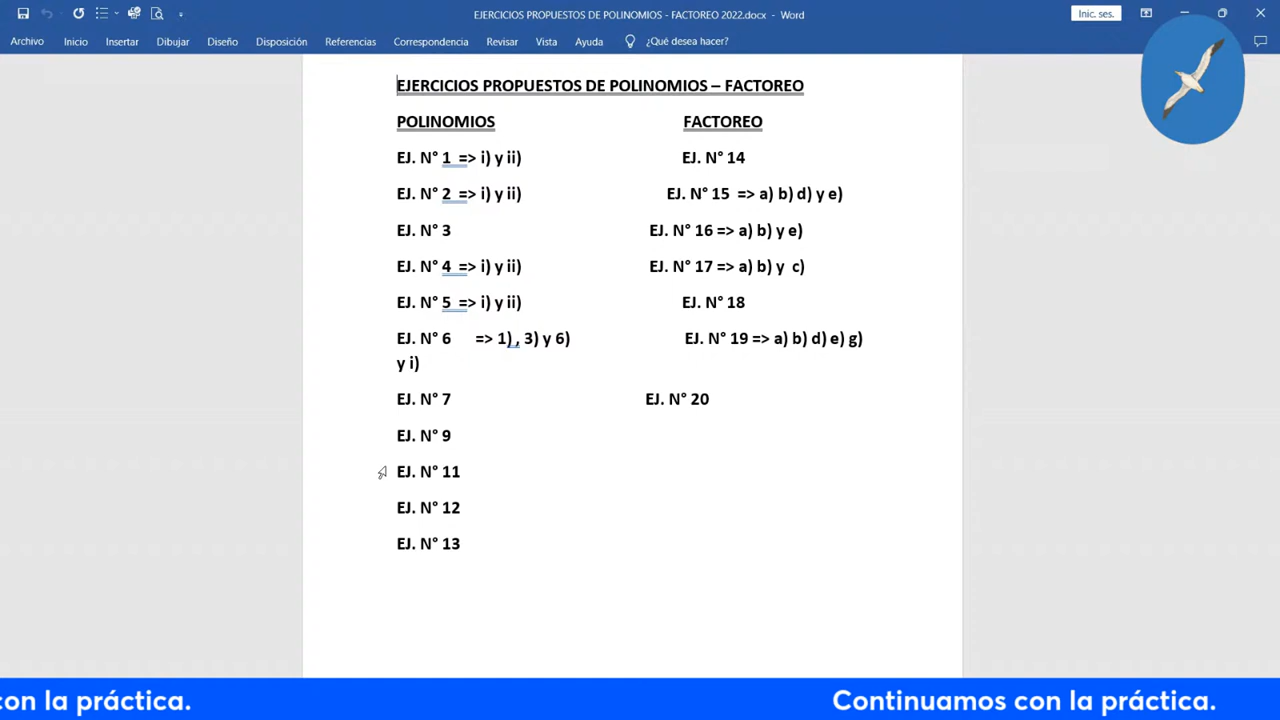 EJERCICIOS PROPUESTOS DE POLINOMIOS - FACTOREO 2022.docx - Word
Inic. ses.
Archivo Inicio Insertar Dibujar Diseño Disposición Referencias Correspondencia Revisar Vista Ayuda ¿Qué desea hacer?
EJERCICIOS PROPUESTOS DE POLINOMIOS – FACTOREO
POLINOMIOS FACTOREO
EJ. N° 1 => i) y ii) EJ. N° 14
EJ. N° 2 => i) y ii) EJ. N° 15 => a) b) d) y e)
EJ. N° 3 EJ. N° 16 => a) b) y e)
EJ. N° 4 => i) y ii) EJ. N° 17 => a) b) y c)
EJ. N° 5 => i) y ii) EJ. N° 18
EJ. N° 6 => 1) , 3) y 6) EJ. N° 19 => a) b) d) e) g)
y i)
EJ. N° 7 EJ. N° 20
EJ. N° 9
EJ. N° 11
EJ. N° 12
EJ. N° 13
con la práctica. Continuamos con la práctica.